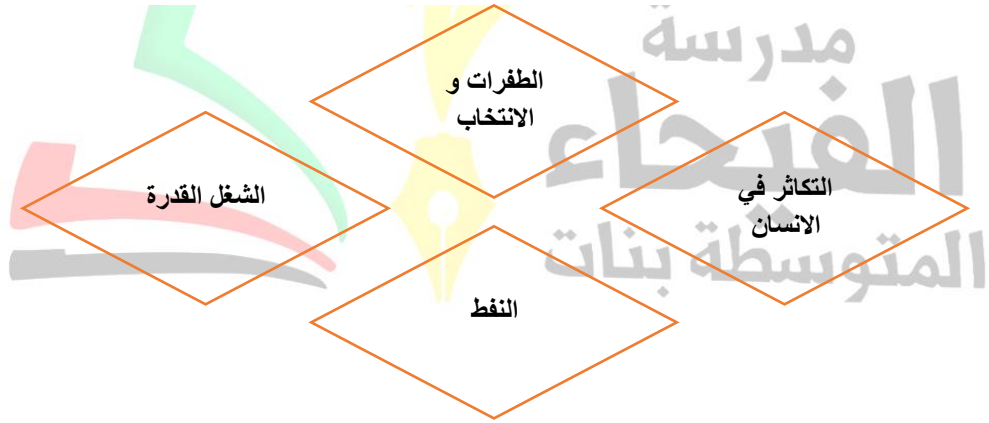 مدرسة
الفيحاء
المتوسطة بنات
الطفرات و
الانتخاب
التكاثر في
الانسان
الشغل القدرة
النفط